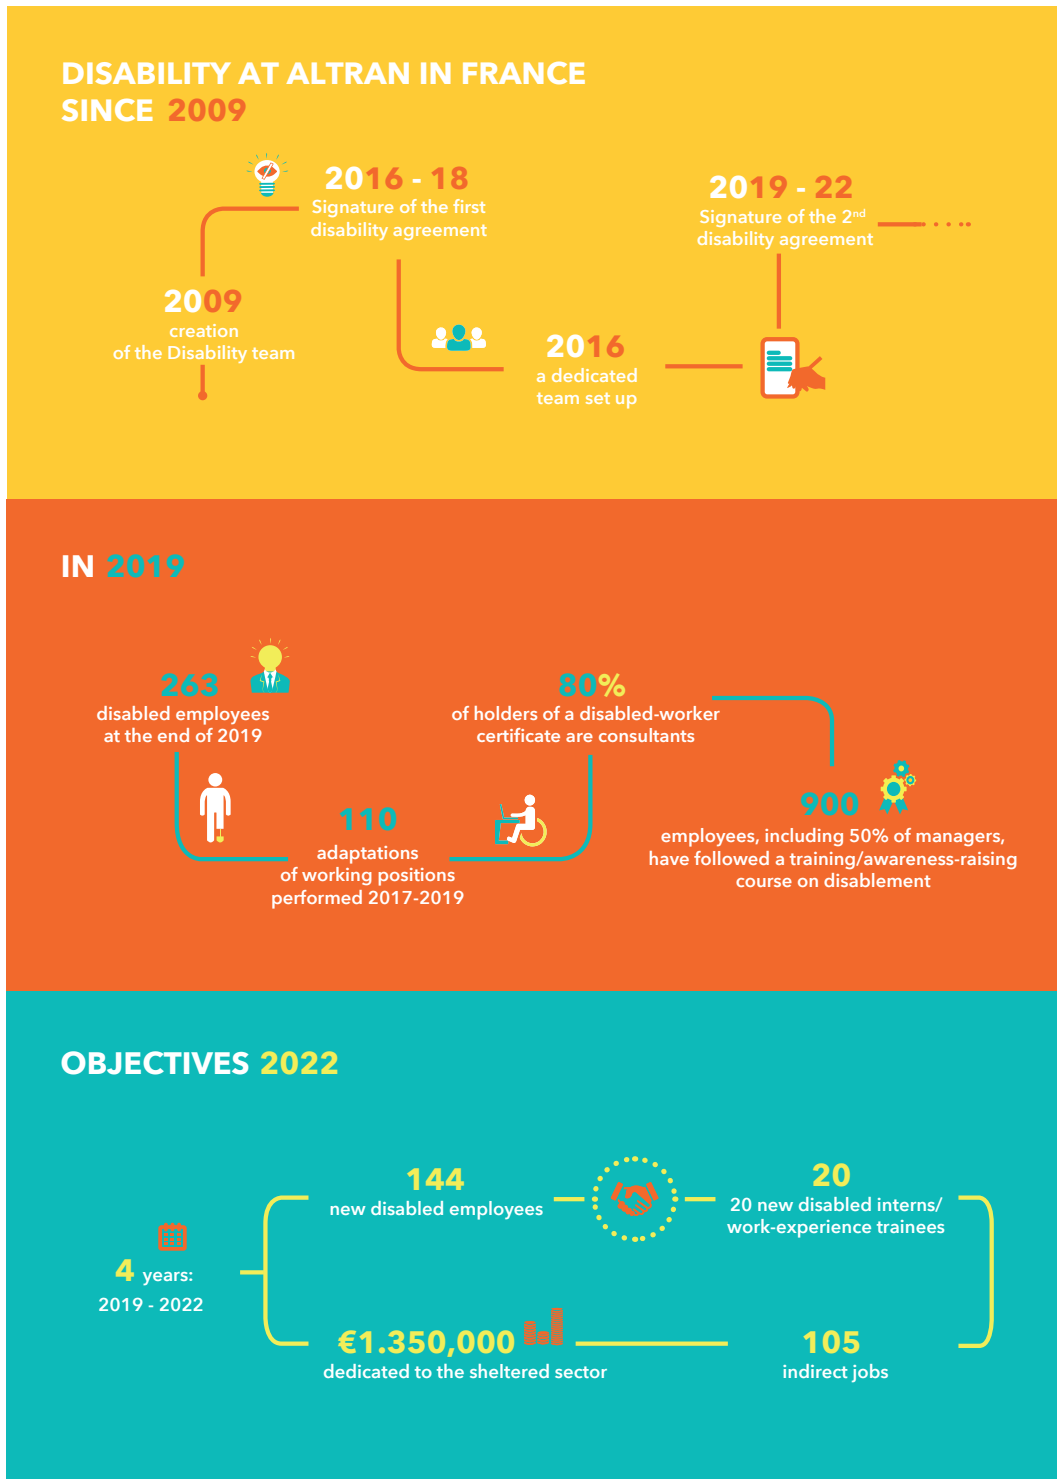 DISABILITY AT ALTRAN IN FRANCE
SINCE 2009
2009
creation
of the Disability team
2016 - 18
Signature of the first
disability agreement
2016
a dedicated
team set up
2019 - 22
Signature of the 2nd
disability agreement
IN 2019
263
disabled employees
at the end of 2019
110
adaptations
of working positions
performed 2017-2019
80%
of holders of a disabled-worker
certificate are consultants
900
employees, including 50% of managers,
have followed a training/awareness-raising
course on disablement
OBJECTIVES 2022
4 years:
2019 - 2022
144
new disabled employees
20
20 new disabled interns/
work-experience trainees
€1.350,000
dedicated to the sheltered sector
105
indirect jobs